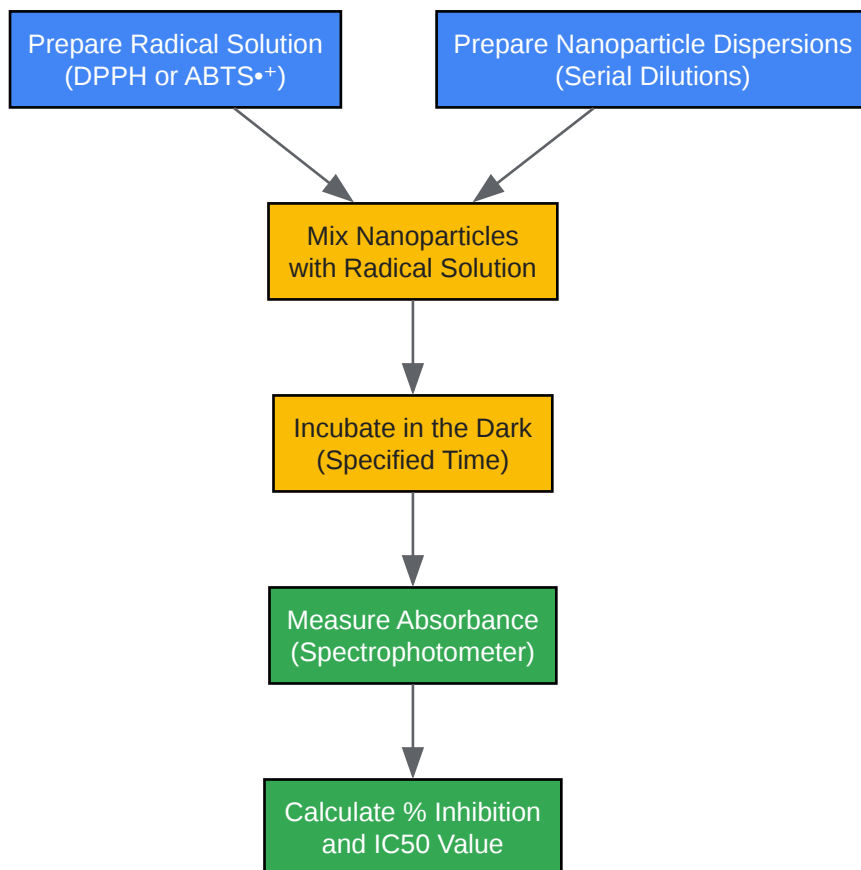 Prepare Radical Solution
(DPPH or ABTS•⁺)
Prepare Nanoparticle Dispersions
(Serial Dilutions)
Mix Nanoparticles
with Radical Solution
Incubate in the Dark
(Specified Time)
Measure Absorbance
(Spectrophotometer)
Calculate % Inhibition
and IC50 Value